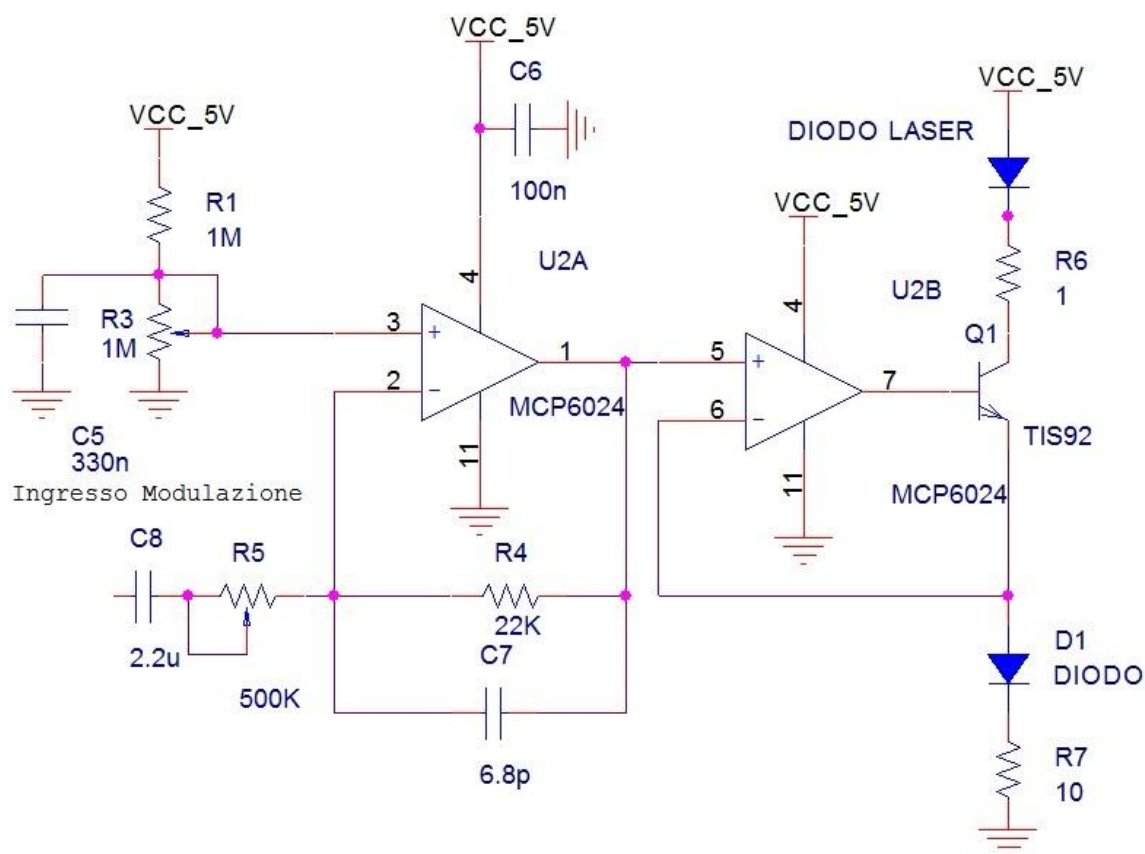 VCC_5V
C6
VCC_5V
VCC_5V
DIODO LASER
100n
R1
1M
VCC_5V
4
U2A
R6
1
4
U2B
R3
1M
3
+
Q1
1
5
+
2
−
7
MCP6024
6
−
TIS92
C5
330n
11
11
MCP6024
Ingresso Modulazione
C8
R5
R4
22K
2.2u
C7
D1
DIODO
500K
6.8p
R7
10